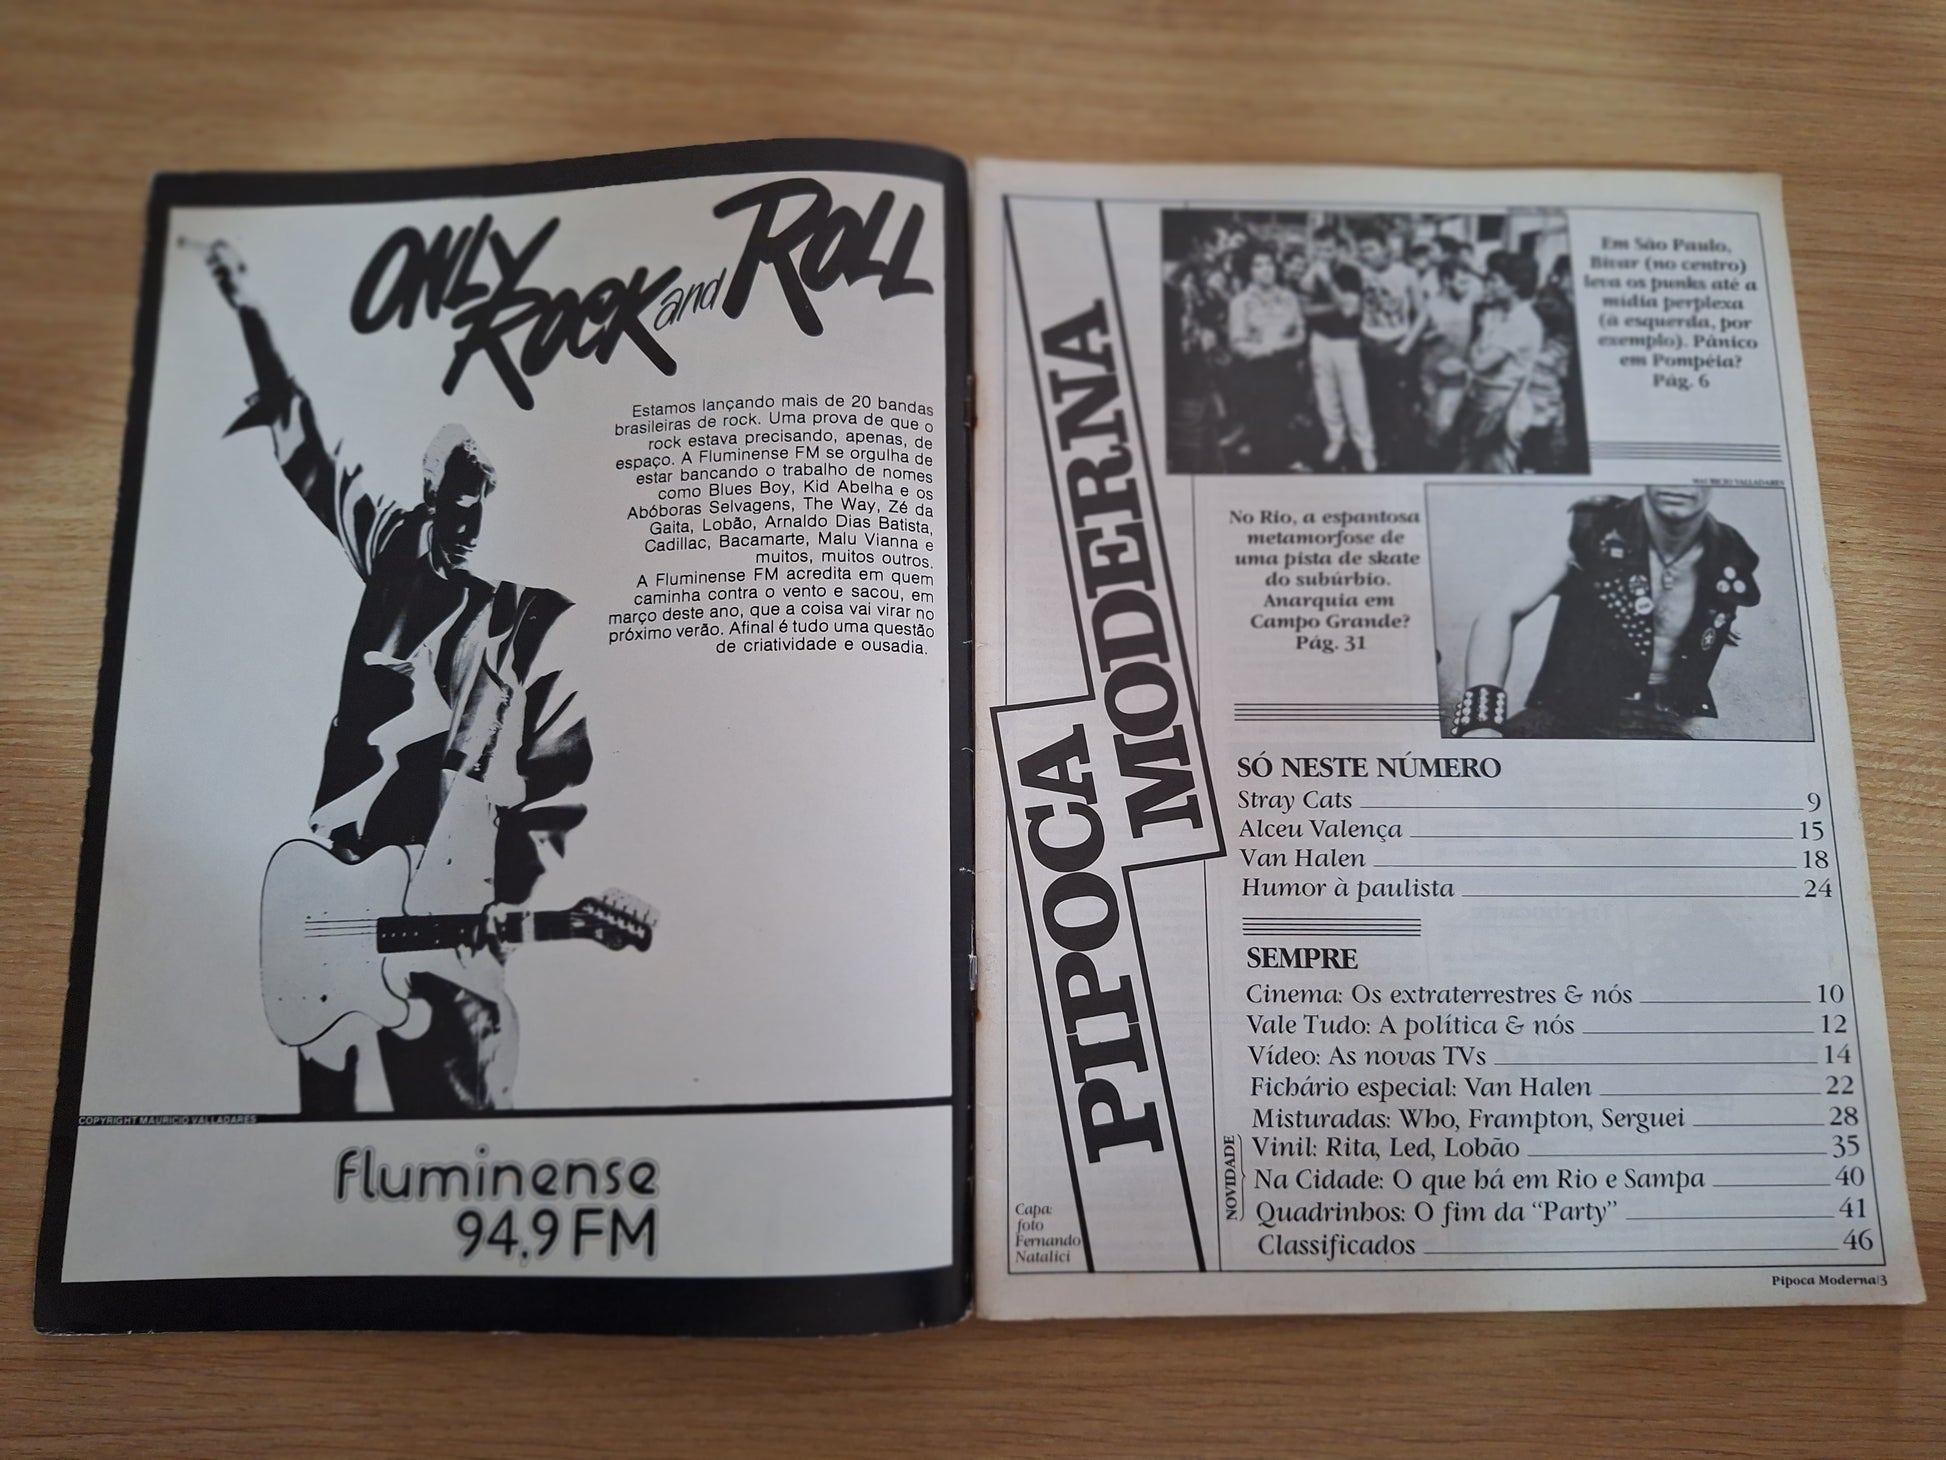 ONLY
ROCK and ROLL
Estamos lançando mais de 20 bandas
brasileiras de rock. Uma prova de que o
rock estava precisando, apenas, de
espaço. A Fluminense FM se orgulha de
estar bancando o trabalho de nomes
como Blues Boy, Kid Abelha e os
Abóboras Selvagens, The Way, Zé da
Gaita, Lobão, Arnaldo Dias Batista,
Cadillac, Bacamarte, Malu Vianna e
muitos, muitos outros.
A Fluminense FM acredita em quem
caminha contra o vento e sacou, em
março deste ano, que a coisa vai virar no
próximo verão. Afinal é tudo uma questão
de criatividade e ousadia.
COPYRIGHT MAURICIO VALLADARES
fluminense
94,9 FM
PIPOCA
MODERNA
Em São Paulo,
Bivar (no centro)
leva os punks até a
mídia perplexa
(à esquerda, por
exemplo). Pânico
em Pompéia?
Pág. 6
MAURICIO VALLADARES
No Rio, a espantosa
metamorfose de
uma pista de skate
do subúrbio.
Anarquia em
Campo Grande?
Pág. 31
SÓ NESTE NÚMERO
Stray Cats 9
Alceu Valença 15
Van Halen 18
Humor à paulista 24
SEMPRE
Cinema: Os extraterrestres & nós 10
Vale Tudo: A política & nós 12
Vídeo: As novas TVs 14
Fichário especial: Van Halen 22
Misturadas: Who, Frampton, Serguei 28
NOVIDADE
Vinil: Rita, Led, Lobão 35
Na Cidade: O que há em Rio e Sampa 40
Quadrinhos: O fim da “Party” 41
Classificados 46
Capa:
foto
Fernando
Natalici
Pipoca Moderna/3